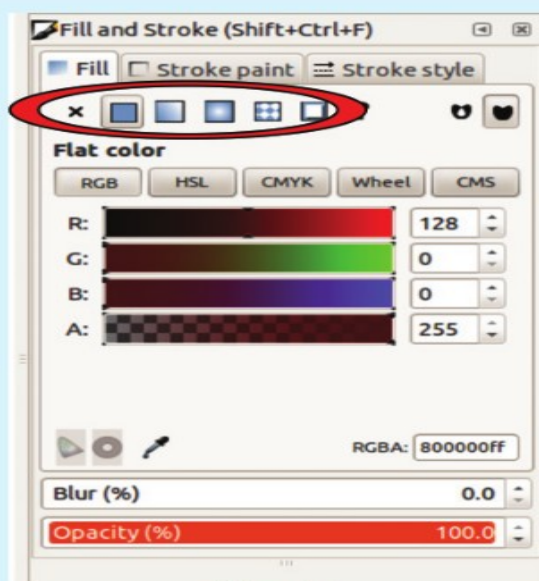 Fill and Stroke (Shift+Ctrl+F)
Fill Stroke paint Stroke style
Flat color
RGB HSL CMYK Wheel CMS
R: 128
G: 0
B: 0
A: 255
RGBA: 800000ff
Blur (%) 0.0
Opacity (%) 100.0